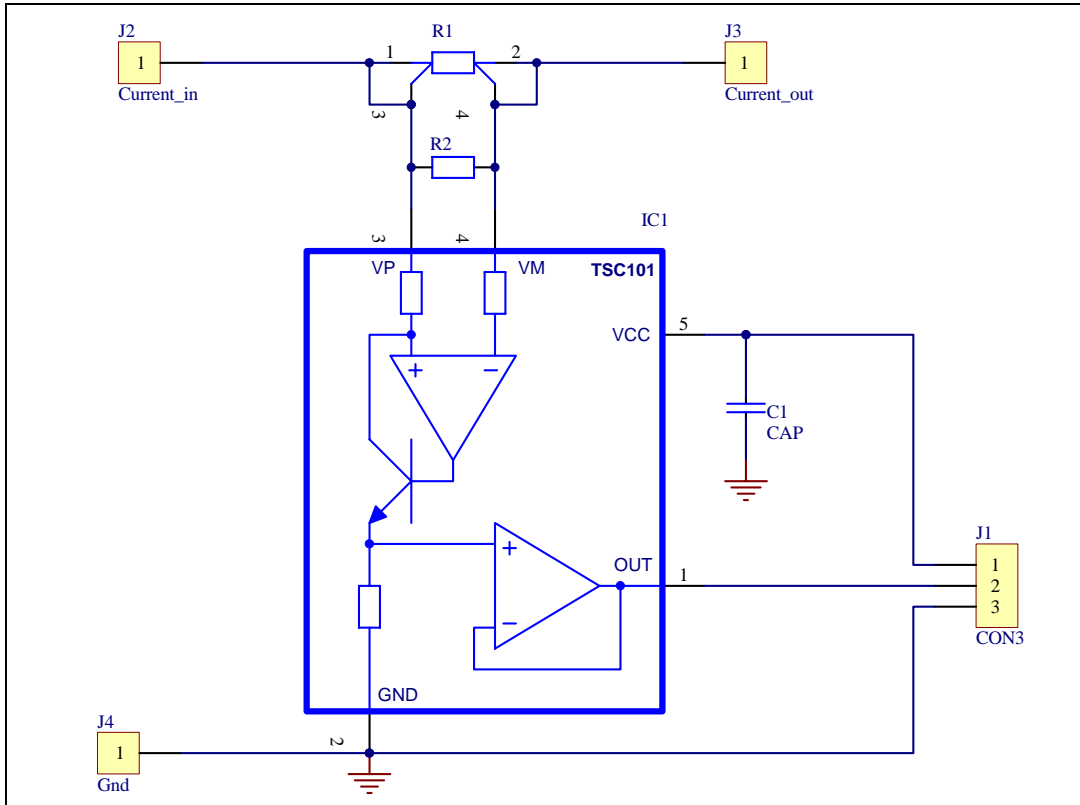 J2
1
Current_in
1
R1
2
J3
1
Current_out
3
4
R2
IC1
3
4
VP
VM
TSC101
VCC
5
+
−
C1
CAP
+
−
OUT
1
J1
1
2
3
CON3
GND
2
J4
1
Gnd